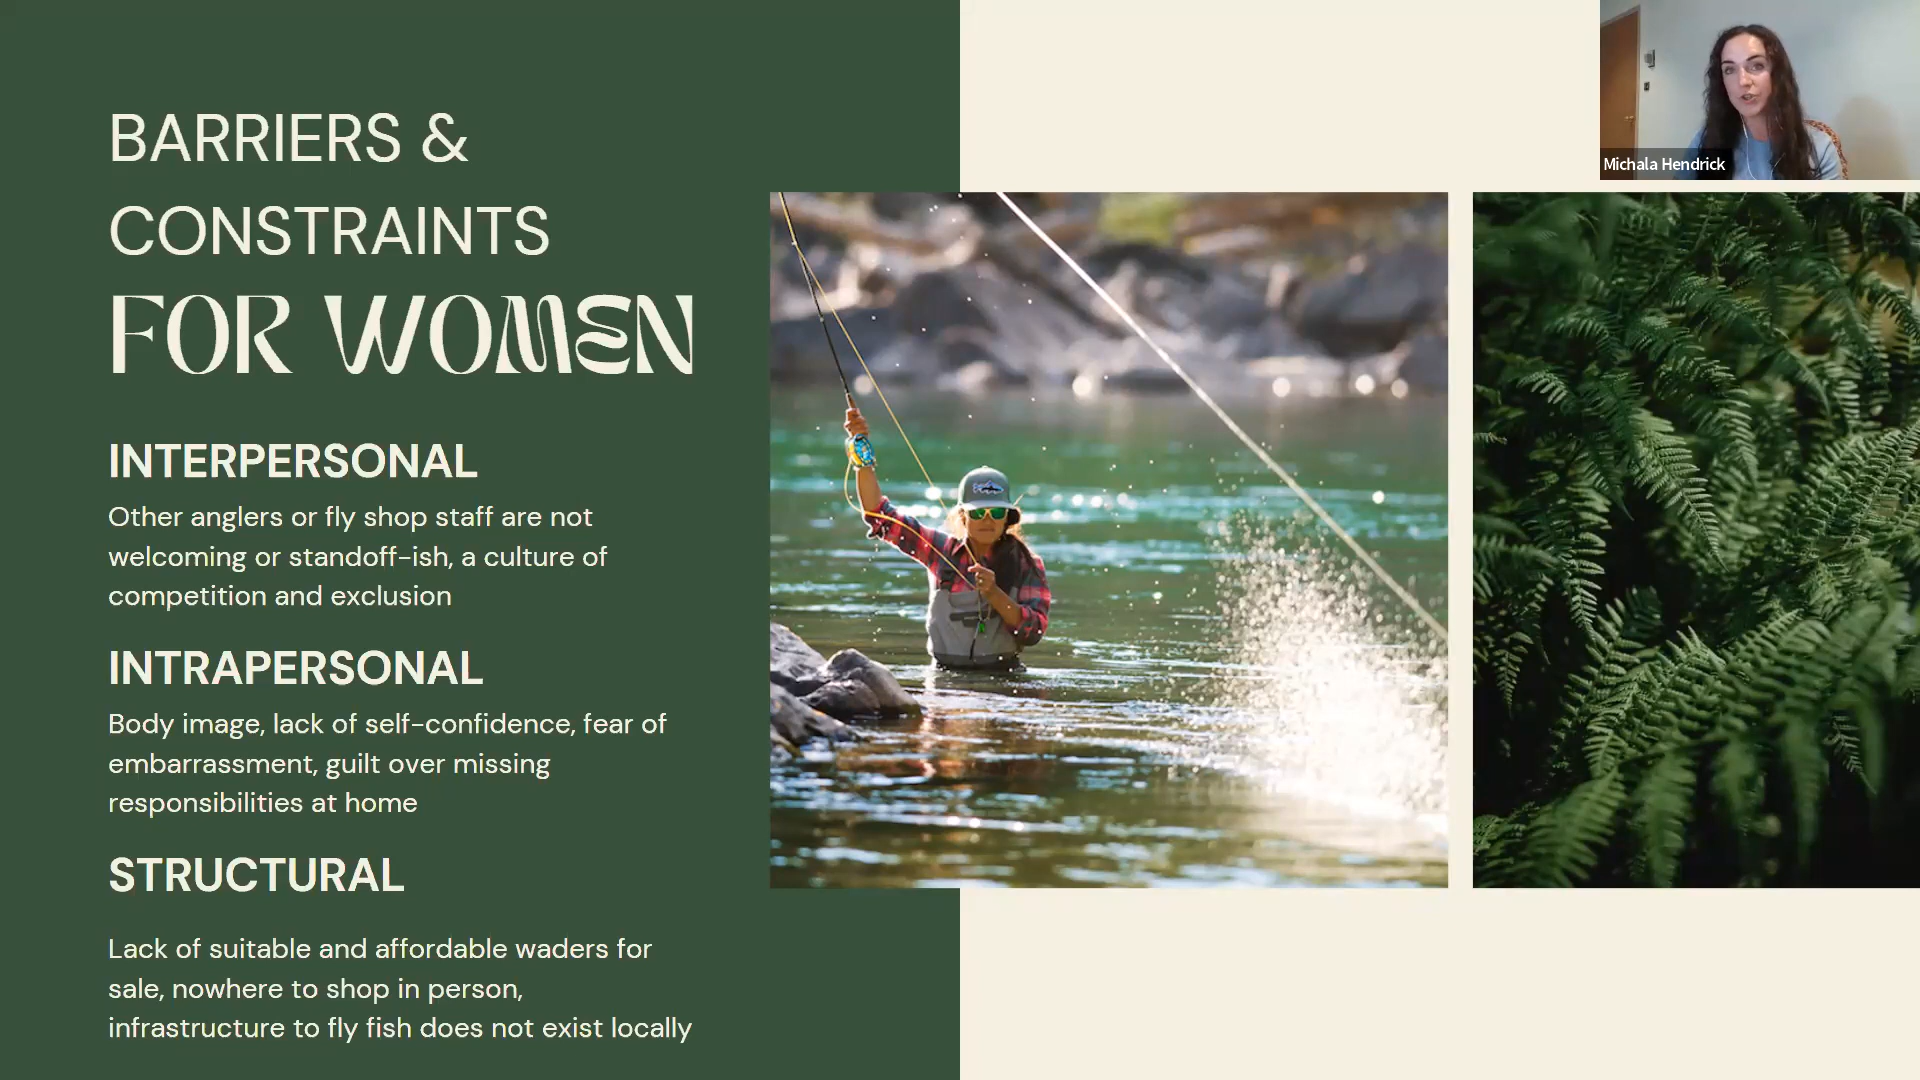 BARRIERS &
CONSTRAINTS
FOR WOMEN
INTERPERSONAL
Other anglers or fly shop staff are not
welcoming or standoff-ish, a culture of
competition and exclusion
INTRAPERSONAL
Body image, lack of self-confidence, fear of
embarrassment, guilt over missing
responsibilities at home
STRUCTURAL
Lack of suitable and affordable waders for
sale, nowhere to shop in person,
infrastructure to fly fish does not exist locally
Michala Hendrick